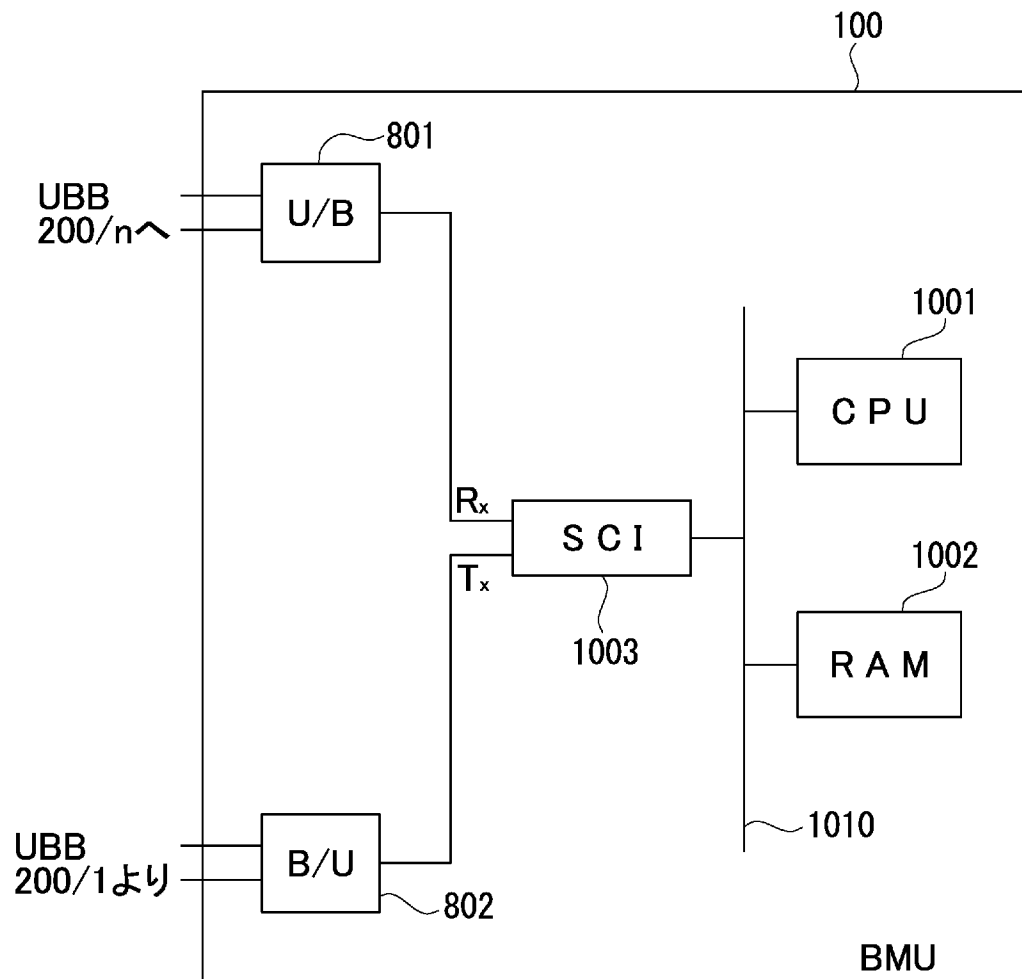 100
801
UBB
200/nへ
U/B
1001
CPU
Rx
SCI
Tx
1003
1002
RAM
UBB
200/1より
B/U
802
1010
BMU